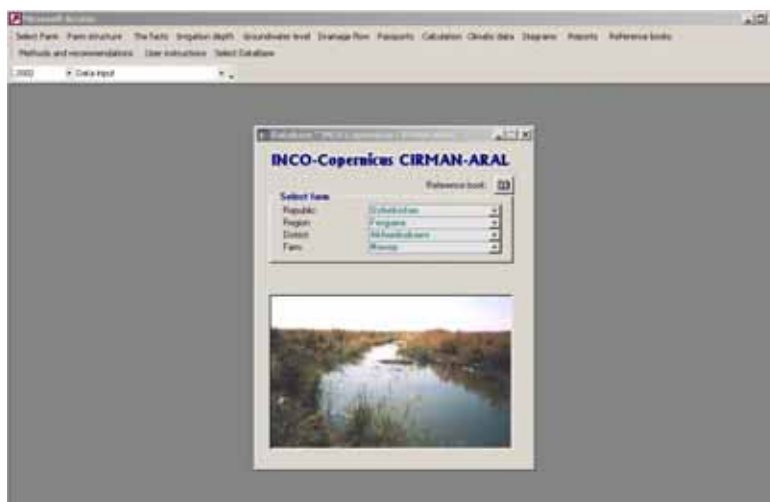 Microsoft Access
Select Farm Farm structure The facts Irrigation depth Groundwater level Drainage flow Passports Calculation Climatic data Diagrams Reports Reference books
Methods and recommendations User instructions Select DataBase
2002 Data input
INCO-Copernicus CIRMAN-ARAL
Reference book:
Select farm
Republic Uzbekistan
Region Fergana
District
Farm